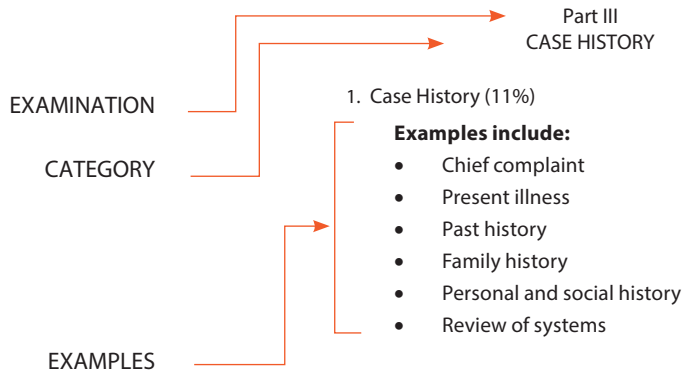 Part III
CASE HISTORY
EXAMINATION
1. Case History (11%)
Examples include:
CATEGORY
• Chief complaint
• Present illness
• Past history
• Family history
• Personal and social history
• Review of systems
EXAMPLES